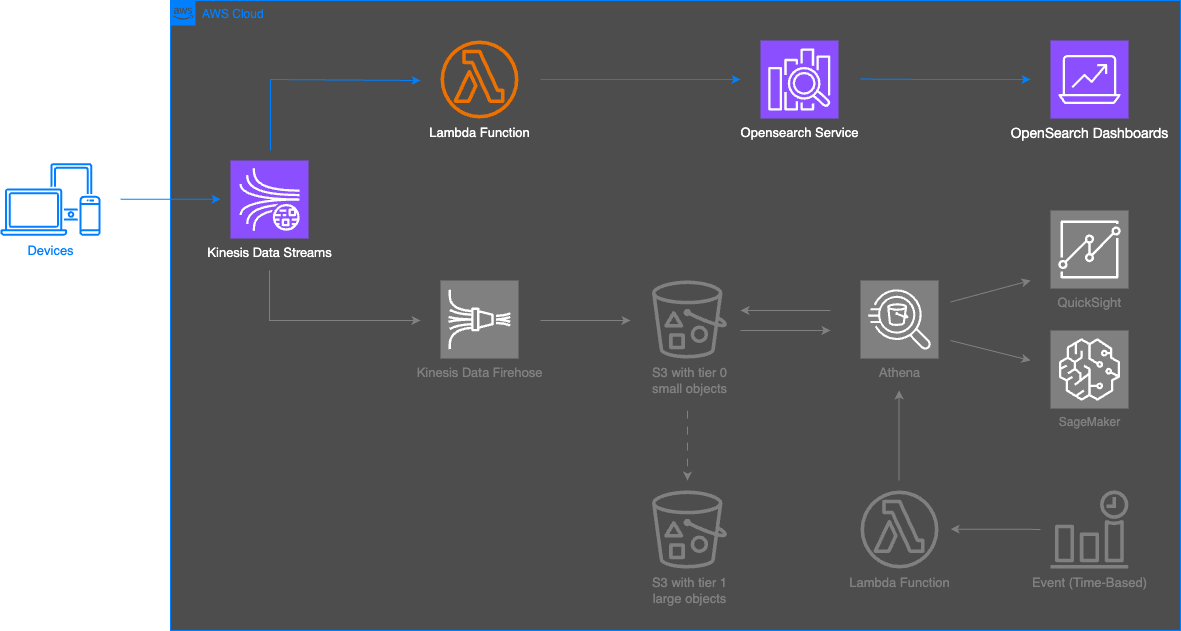 aws
AWS Cloud
Lambda Function
Opensearch Service
OpenSearch Dashboards
Devices
Kinesis Data Streams
QuickSight
Kinesis Data Firehose
S3 with tier 0
small objects
Athena
SageMaker
S3 with tier 1
large objects
Lambda Function
Event (Time-Based)